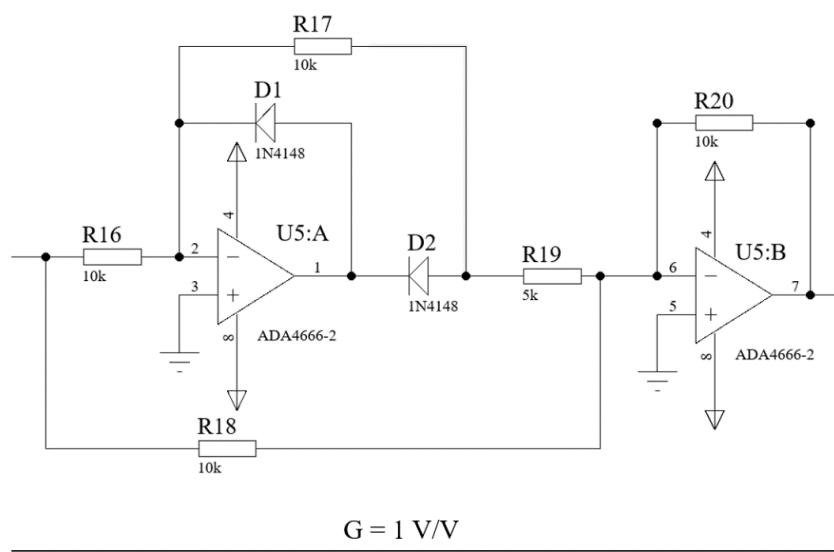 R17
10k
D1
1N4148
R20
10k
4
4
R16
10k
2
U5:A
1
D2
1N4148
R19
5k
6
U5:B
7
3
5
8
ADA4666-2
8
ADA4666-2
R18
10k
G = 1 V/V